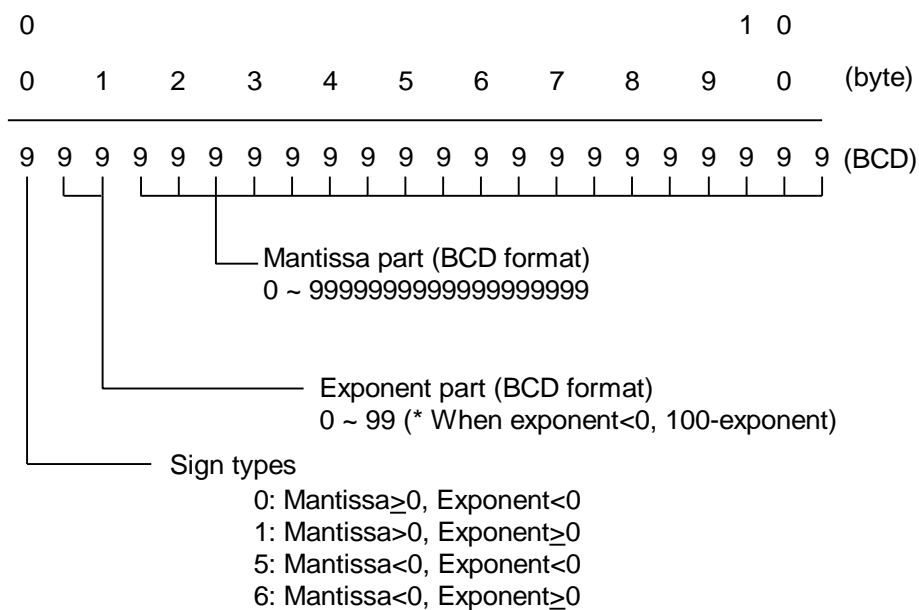 0 1 0
0 1 2 3 4 5 6 7 8 9 0 (byte)
9 9 9 9 9 9 9 9 9 9 9 9 9 9 9 9 9 9 9 9 9 9 (BCD)
Mantissa part (BCD format)
0 ~ 9999999999999999999
Exponent part (BCD format)
0 ~ 99 (* When exponent<0, 100-exponent)
Sign types
0: Mantissa≥0, Exponent<0
1: Mantissa>0, Exponent≥0
5: Mantissa<0, Exponent<0
6: Mantissa<0, Exponent≥0